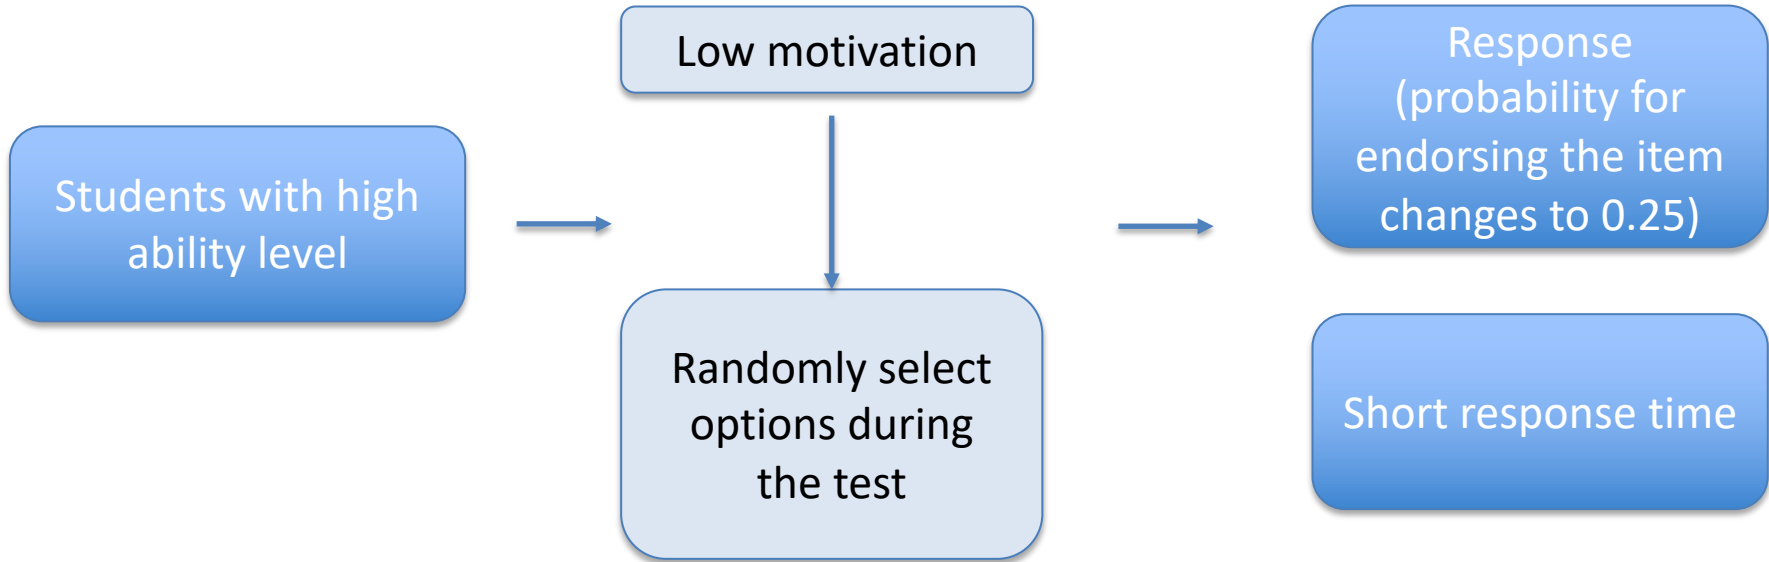 Students with high
ability level
Low motivation
Randomly select
options during
the test
Response
(probability for
endorsing the item
changes to 0.25)
Short response time